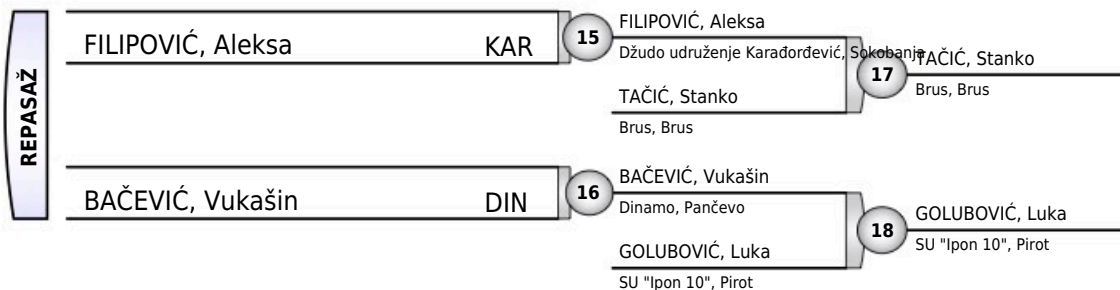 REPASAŽ
FILIPOVIĆ, Aleksa KAR
15
FILIPOVIĆ, Aleksa
Džudo udruženje Karađorđević, Sokobanja
TAČIĆ, Stanko
Brus, Brus
17
TAČIĆ, Stanko
Brus, Brus
BAČEVIĆ, Vukašin DIN
16
BAČEVIĆ, Vukašin
Dinamo, Pančevo
GOLUBOVIĆ, Luka
SU "Ipon 10", Pirot
18
GOLUBOVIĆ, Luka
SU "Ipon 10", Pirot